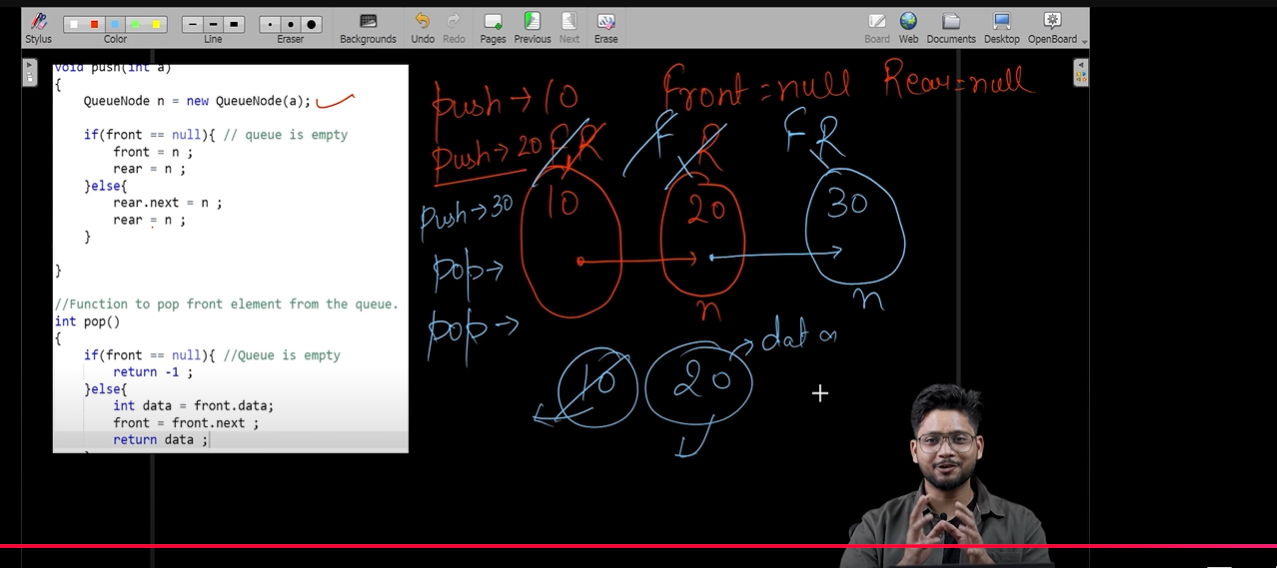 Stylus
Color
Line
Eraser
Backgrounds
Undo
Redo
Pages
Previous
Next
Erase
Board
Web
Documents
Desktop
OpenBoard
void push(int a)
{
QueueNode n = new QueueNode(a);
if(front == null){ // queue is empty
front = n ;
rear = n ;
}else{
rear.next = n ;
rear = n ;
}
}
//Function to pop front element from the queue.
int pop()
{
if(front == null){ //Queue is empty
return -1 ;
}else{
int data = front.data;
front = front.next ;
return data ;
push → 10
front = null
Rear = null
Push → 20
F R
F R
F R
Push → 30
10
20
30
pop →
n
n
pop →
10
20
data